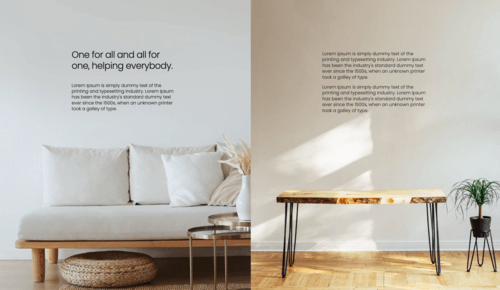 One for all and all for
one, helping everybody.
Lorem Ipsum is simply dummy text of the
printing and typesetting industry. Lorem Ipsum
has been the industry's standard dummy text
ever since the 1500s, when an unknown printer
took a galley of type.
Lorem Ipsum is simply dummy text of the
printing and typesetting industry. Lorem Ipsum
has been the industry's standard dummy text
ever since the 1500s, when an unknown printer
took a galley of type.
Lorem Ipsum is simply dummy text of the
printing and typesetting industry. Lorem Ipsum
has been the industry's standard dummy text
ever since the 1500s, when an unknown printer
took a galley of type.